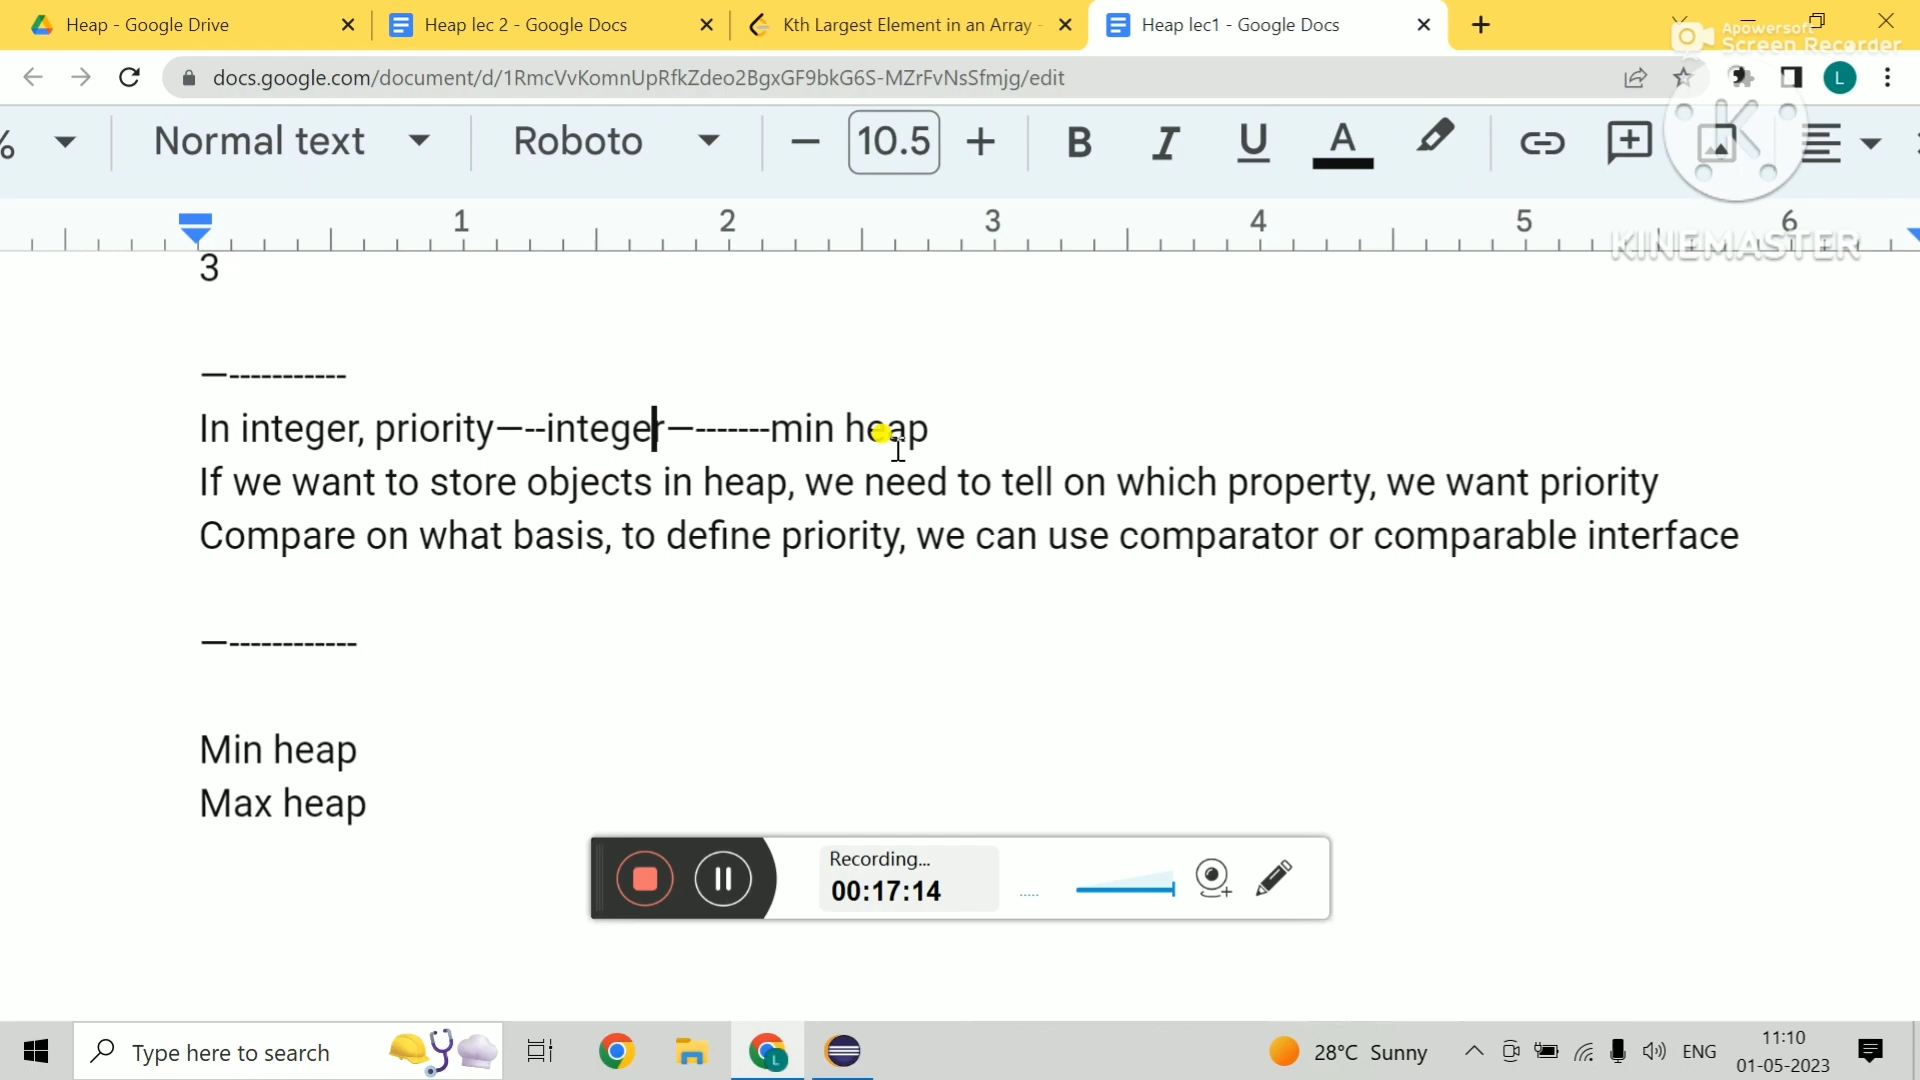 Heap - Google Drive
Heap lec 2 - Google Docs
Kth Largest Element in an Array -
Heap lec1 - Google Docs
Apowersoft
Screen Recorder
docs.google.com/document/d/1RmcVvKomnUpRfkZdeo2BgxGF9bkG6S-MZrFvNsSfmjg/edit
L
%
Normal text
Roboto
10.5
B I U A
K
1 2 3 4 5 6
KINEMASTER
3
—-----------
In integer, priority—--integer—-------min heap
If we want to store objects in heap, we need to tell on which property, we want priority
Compare on what basis, to define priority, we can use comparator or comparable interface
—------------
Min heap
Max heap
Recording...
00:17:14
Type here to search
L
28°C Sunny
ENG
11:10
01-05-2023